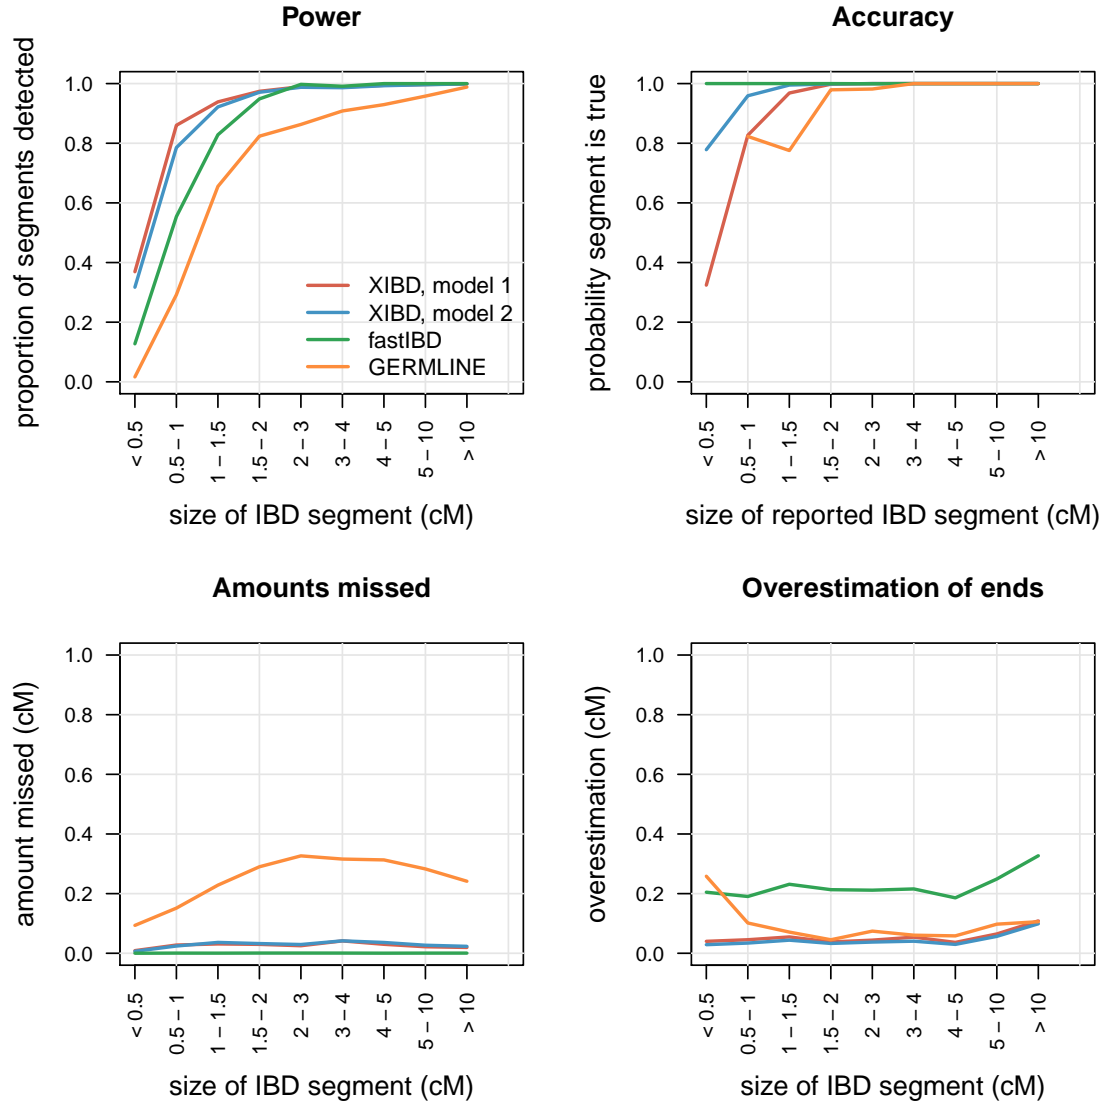 Power
proportion of segments detected
1.0
0.8
0.6
0.4
0.2
0.0
XIBD, model 1
XIBD, model 2
fastIBD
GERMLINE
< 0.5
0.5 − 1
1 − 1.5
1.5 − 2
2 − 3
3 − 4
4 − 5
5 − 10
> 10
size of IBD segment (cM)
Accuracy
probability segment is true
1.0
0.8
0.6
0.4
0.2
0.0
< 0.5
0.5 − 1
1 − 1.5
1.5 − 2
2 − 3
3 − 4
4 − 5
5 − 10
> 10
size of reported IBD segment (cM)
Amounts missed
amount missed (cM)
1.0
0.8
0.6
0.4
0.2
0.0
< 0.5
0.5 − 1
1 − 1.5
1.5 − 2
2 − 3
3 − 4
4 − 5
5 − 10
> 10
size of IBD segment (cM)
Overestimation of ends
overestimation (cM)
1.0
0.8
0.6
0.4
0.2
0.0
< 0.5
0.5 − 1
1 − 1.5
1.5 − 2
2 − 3
3 − 4
4 − 5
5 − 10
> 10
size of IBD segment (cM)